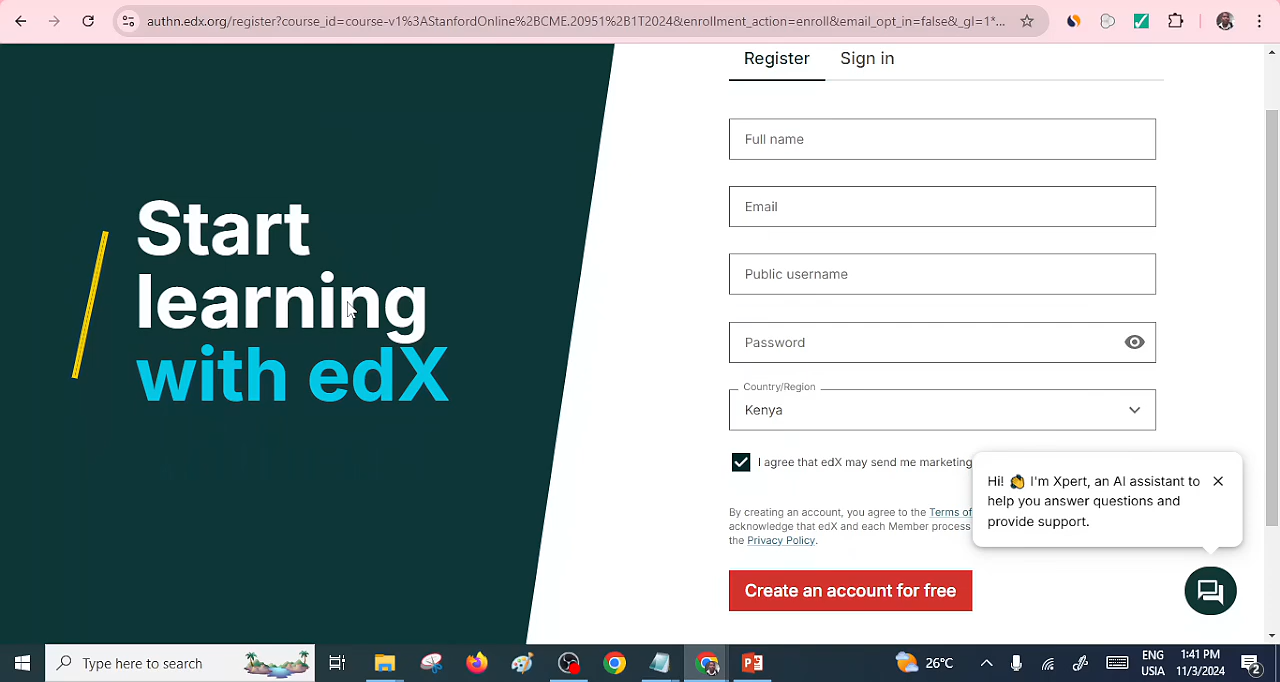 authn.edx.org/register?course_id=course-v1%3AStanfordOnline%2BCME.20951%2B1T2024&enrollment_action=enroll&email_opt_in=false&_gl=1*...
Register Sign in
Full name
Email
Public username
Password
Country/Region
Kenya
I agree that edX may send me marketing
Hi! 👏 I'm Xpert, an AI assistant to
help you answer questions and
provide support.
By creating an account, you agree to the Terms of
acknowledge that edX and each Member process
the Privacy Policy.
Create an account for free
Start
learning
with edX
Type here to search
26°C
ENG
USIA
1:41 PM
11/3/2024
2